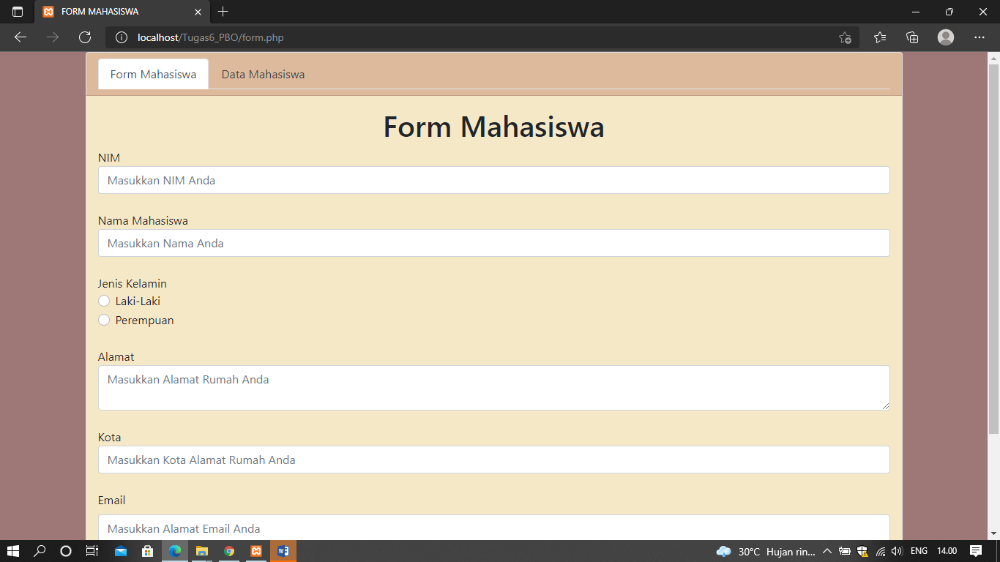 FORM MAHASISWA
localhost/Tugas6_PBO/form.php
Form Mahasiswa Data Mahasiswa
Form Mahasiswa
NIM
Masukkan NIM Anda
Nama Mahasiswa
Masukkan Nama Anda
Jenis Kelamin
Laki-Laki
Perempuan
Alamat
Masukkan Alamat Rumah Anda
Kota
Masukkan Kota Alamat Rumah Anda
Email
Masukkan Alamat Email Anda
30°C Hujan rin... ENG 14.00